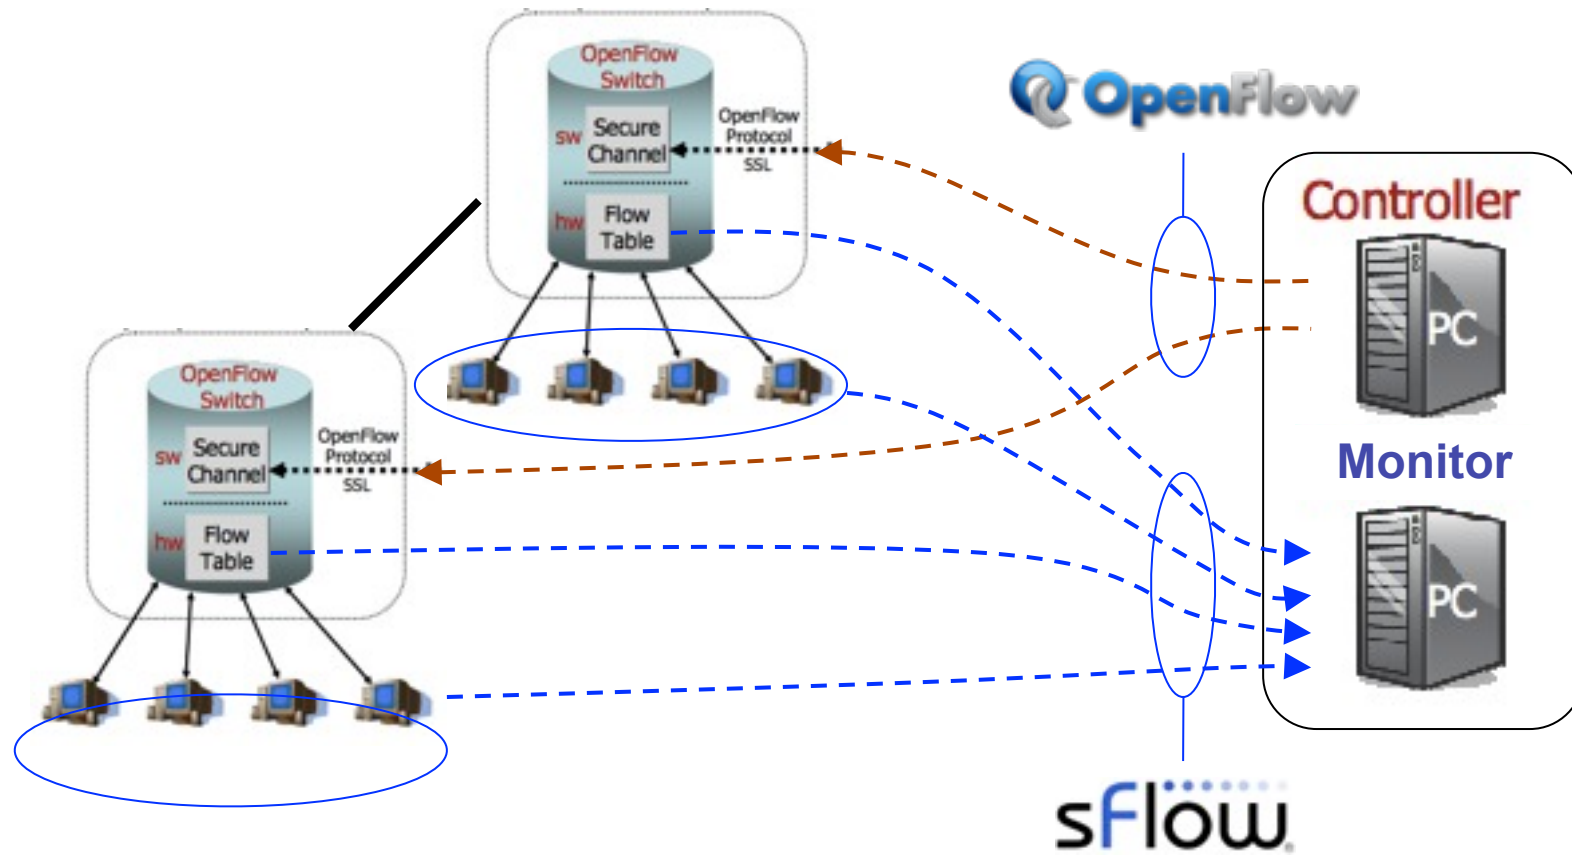 OpenFlow
Switch
sw
Secure
Channel
OpenFlow
Protocol
SSL
hw
Flow
Table
OpenFlow
Controller
PC
Monitor
PC
OpenFlow
Switch
sw
Secure
Channel
OpenFlow
Protocol
SSL
hw
Flow
Table
sFlow